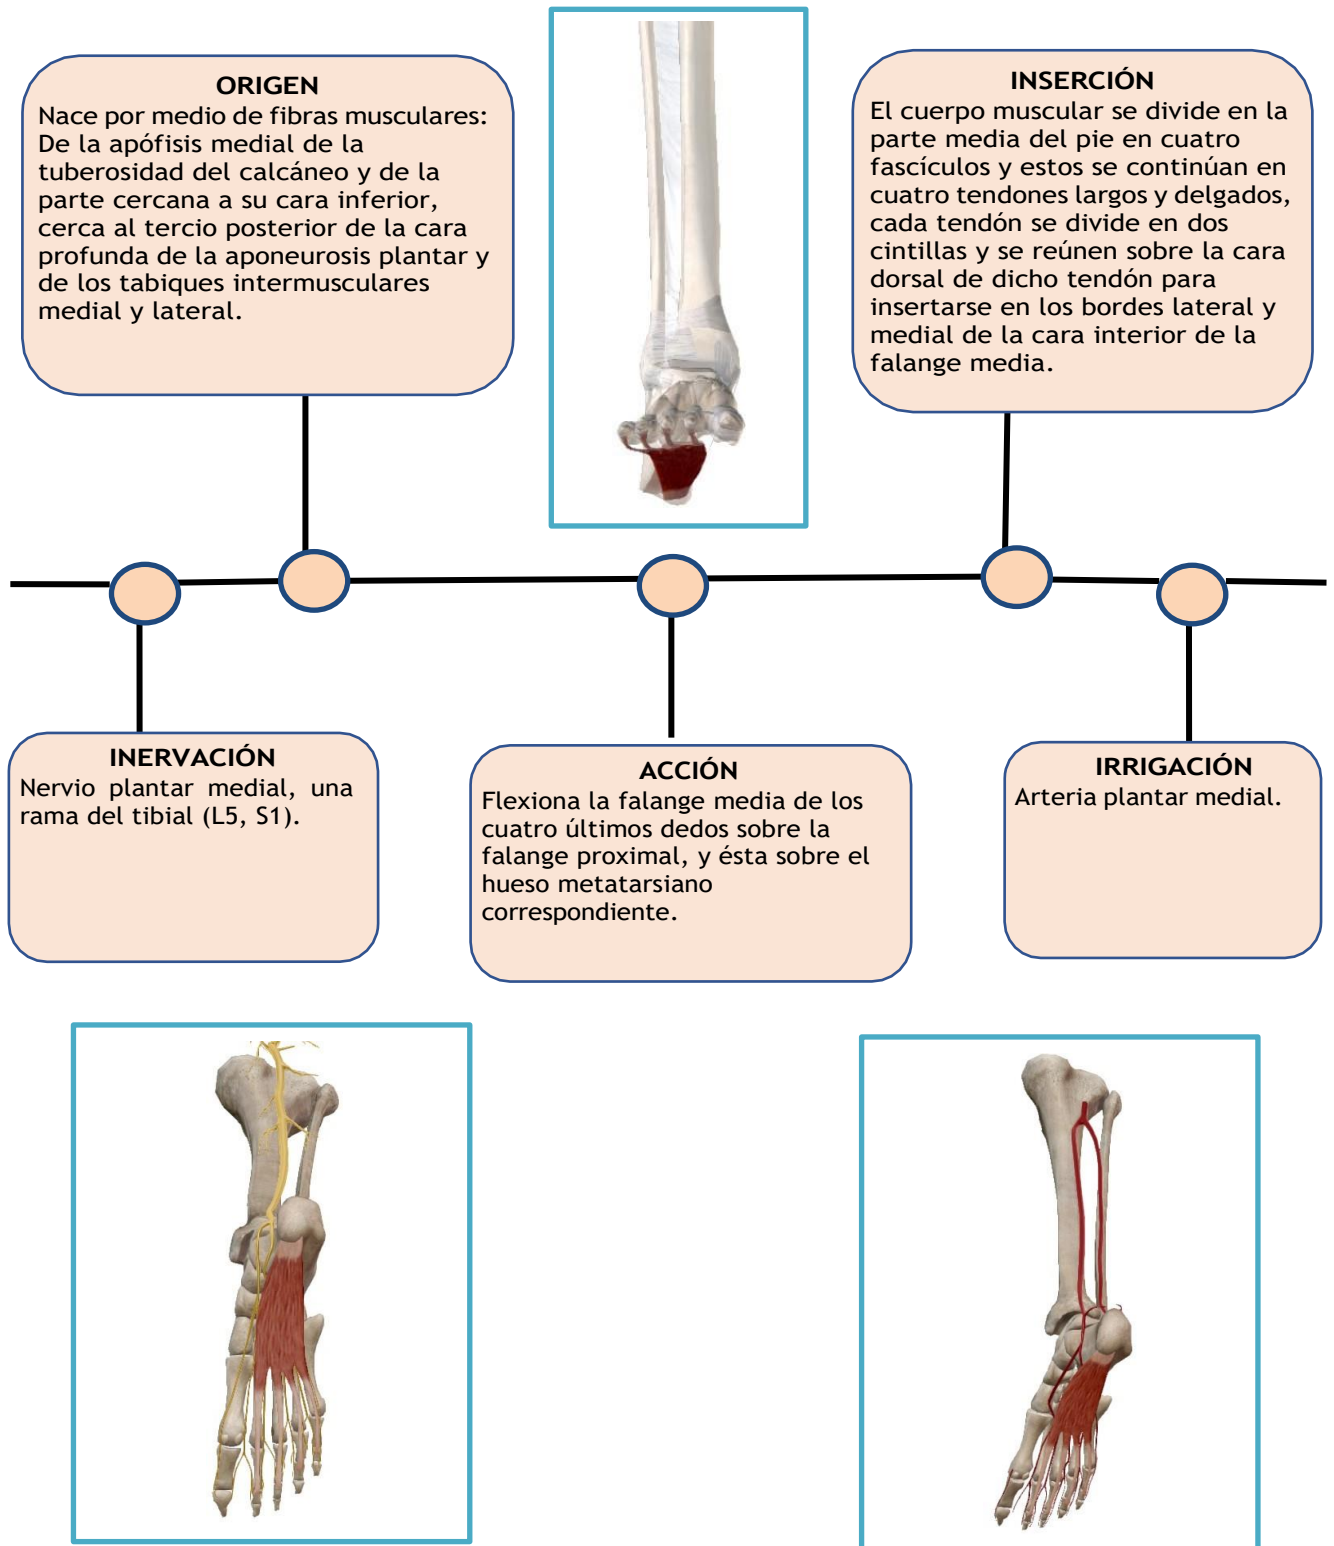 ORIGEN
Nace por medio de fibras musculares:
De la apófisis medial de la
tuberosidad del calcáneo y de la
parte cercana a su cara inferior,
cerca al tercio posterior de la cara
profunda de la aponeurosis plantar y
de los tabiques intermusculares
medial y lateral.
INSERCIÓN
El cuerpo muscular se divide en la
parte media del pie en cuatro
fascículos y estos se continúan en
cuatro tendones largos y delgados,
cada tendón se divide en dos
cintillas y se reúnen sobre la cara
dorsal de dicho tendón para
insertarse en los bordes lateral y
medial de la cara interior de la
falange media.
INERVACIÓN
Nervio plantar medial, una
rama del tibial (L5, S1).
ACCIÓN
Flexiona la falange media de los
cuatro últimos dedos sobre la
falange proximal, y ésta sobre el
hueso metatarsiano
correspondiente.
IRRIGACIÓN
Arteria plantar medial.